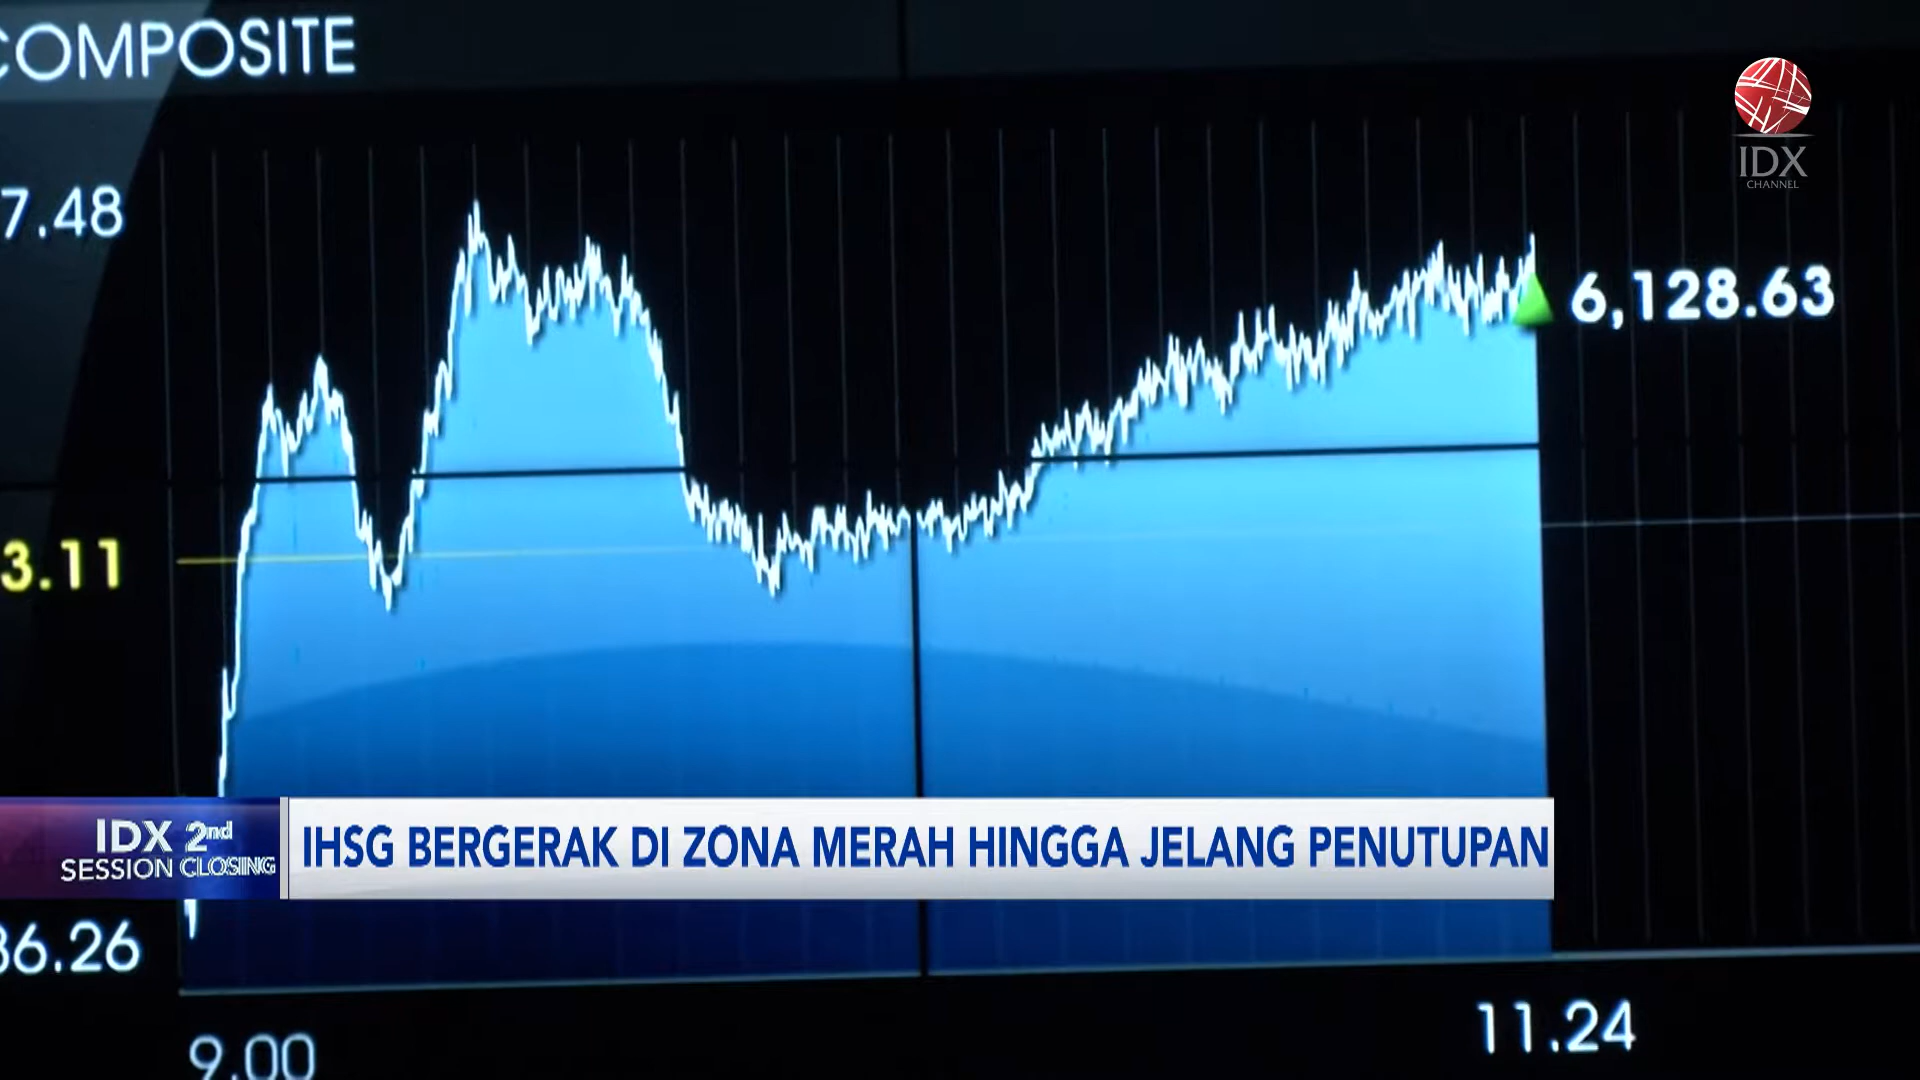 COMPOSITE
IDX
CHANNEL
7.48
6,128.63
3.11
IDX 2nd
SESSION CLOSING
IHSG BERGERAK DI ZONA MERAH HINGGA JELANG PENUTUPAN
36.26
11.24
9.00